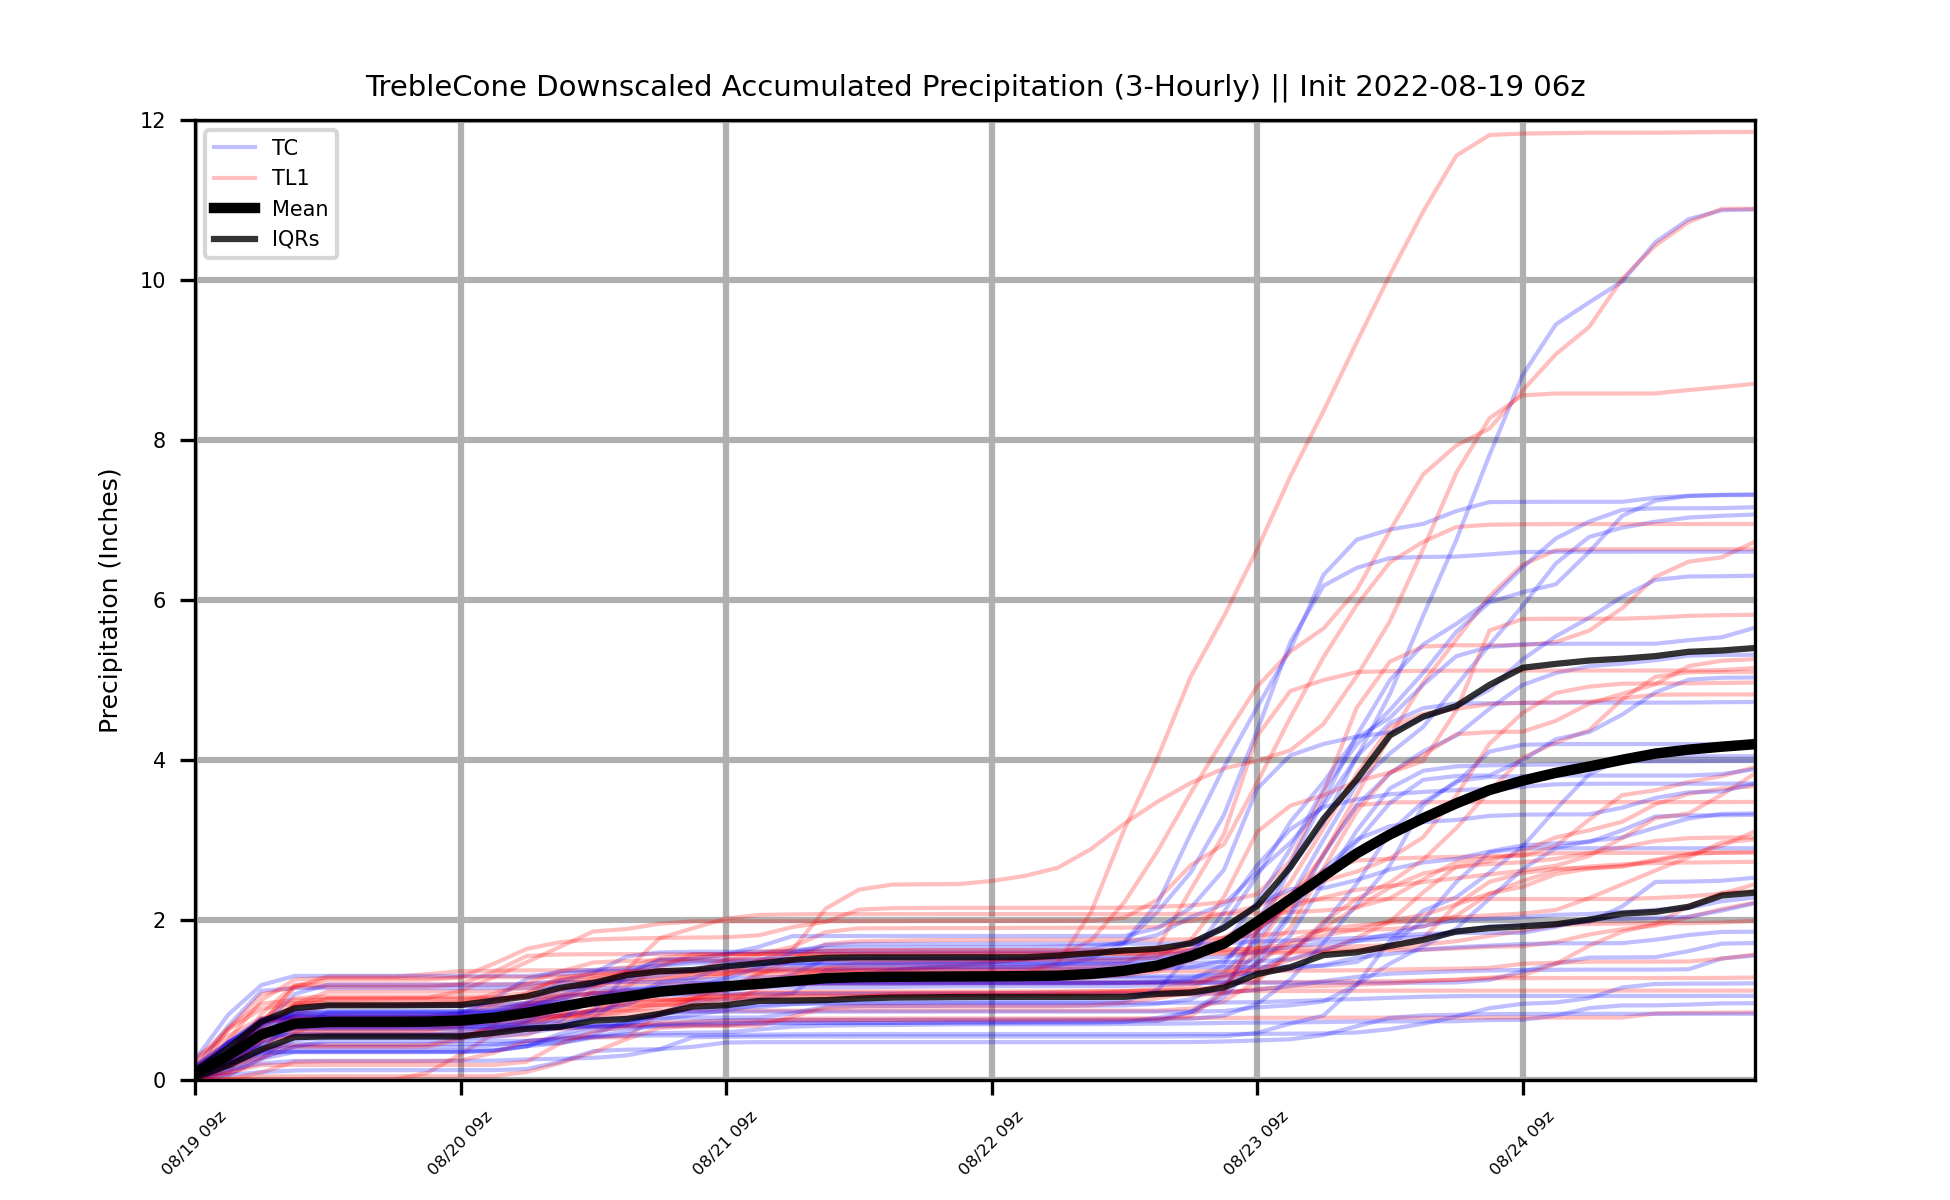 TrebleCone Downscaled Accumulated Precipitation (3-Hourly) || Init 2022-08-19 06z
12
10
8
6
4
2
0
Precipitation (Inches)
TC
TL1
Mean
IQRs
08/19 09z
08/20 09z
08/21 09z
08/22 09z
08/23 09z
08/24 09z